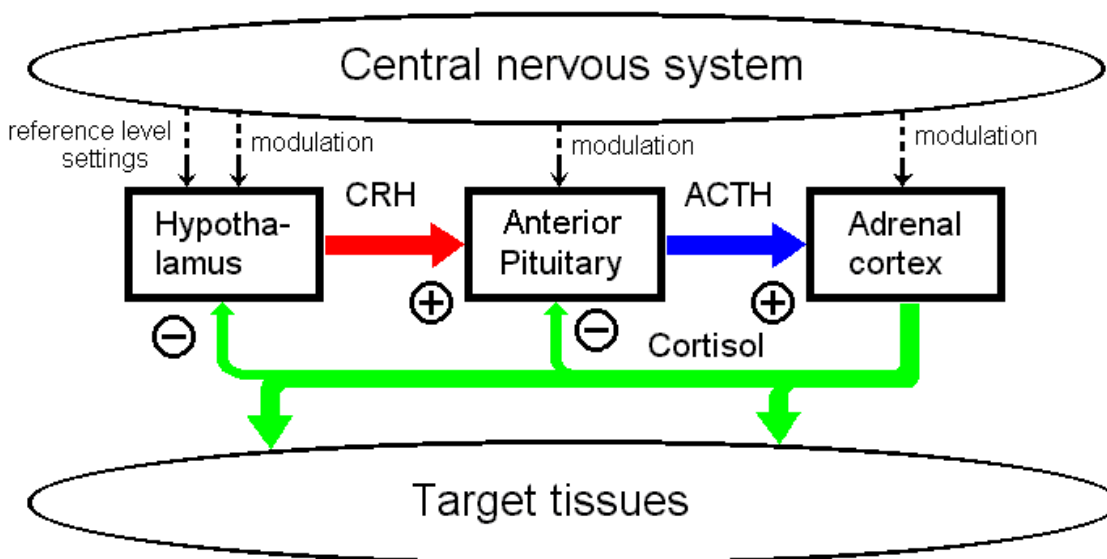 Central nervous system
reference level
settings
modulation
modulation
modulation
CRH
ACTH
Hypotha-
lamus
Anterior
Pituitary
Adrenal
cortex
+
+
−
−
Cortisol
Target tissues